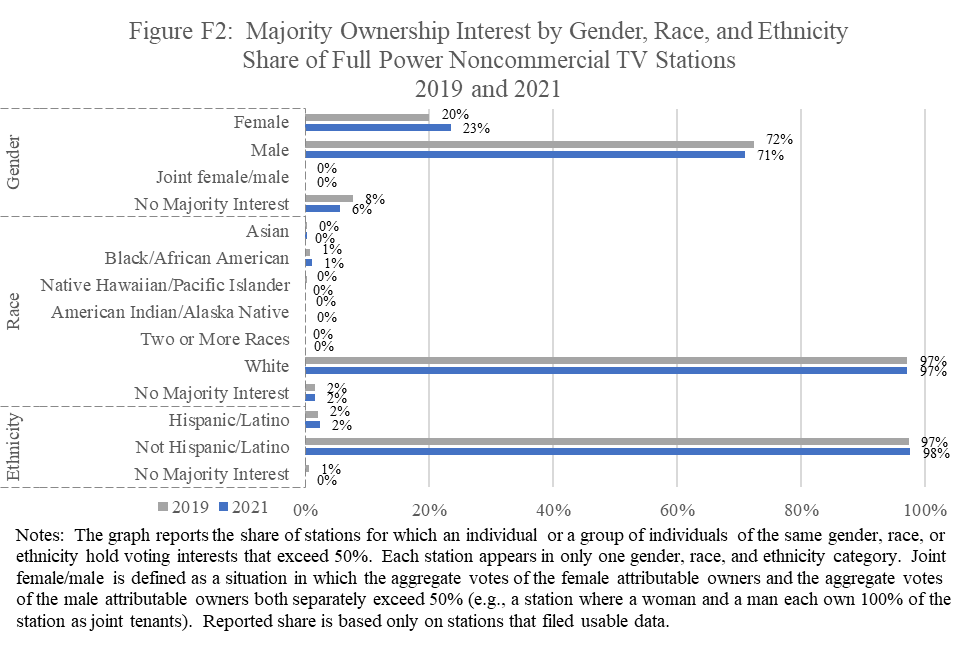 Figure F2:  Majority Ownership Interest by Gender, Race, and Ethnicity
Share of Full Power Noncommercial TV Stations
2019 and 2021
Gender
Female 20% 23%
Male 72% 71%
Joint female/male 0% 0%
No Majority Interest 8% 6%
Race
Asian 0% 0%
Black/African American 1% 1%
Native Hawaiian/Pacific Islander 0% 0%
American Indian/Alaska Native 0% 0%
Two or More Races 0% 0%
White 97% 97%
No Majority Interest 2% 2%
Ethnicity
Hispanic/Latino 2% 2%
Not Hispanic/Latino 97% 98%
No Majority Interest 1% 0%
2019 2021
0% 20% 40% 60% 80% 100%
Notes:  The graph reports the share of stations for which an individual or a group of individuals of the same gender, race, or
ethnicity hold voting interests that exceed 50%.  Each station appears in only one gender, race, and ethnicity category.  Joint
female/male is defined as a situation in which the aggregate votes of the female attributable owners and the aggregate votes
of the male attributable owners both separately exceed 50% (e.g., a station where a woman and a man each own 100% of the
station as joint tenants).  Reported share is based only on stations that filed usable data.